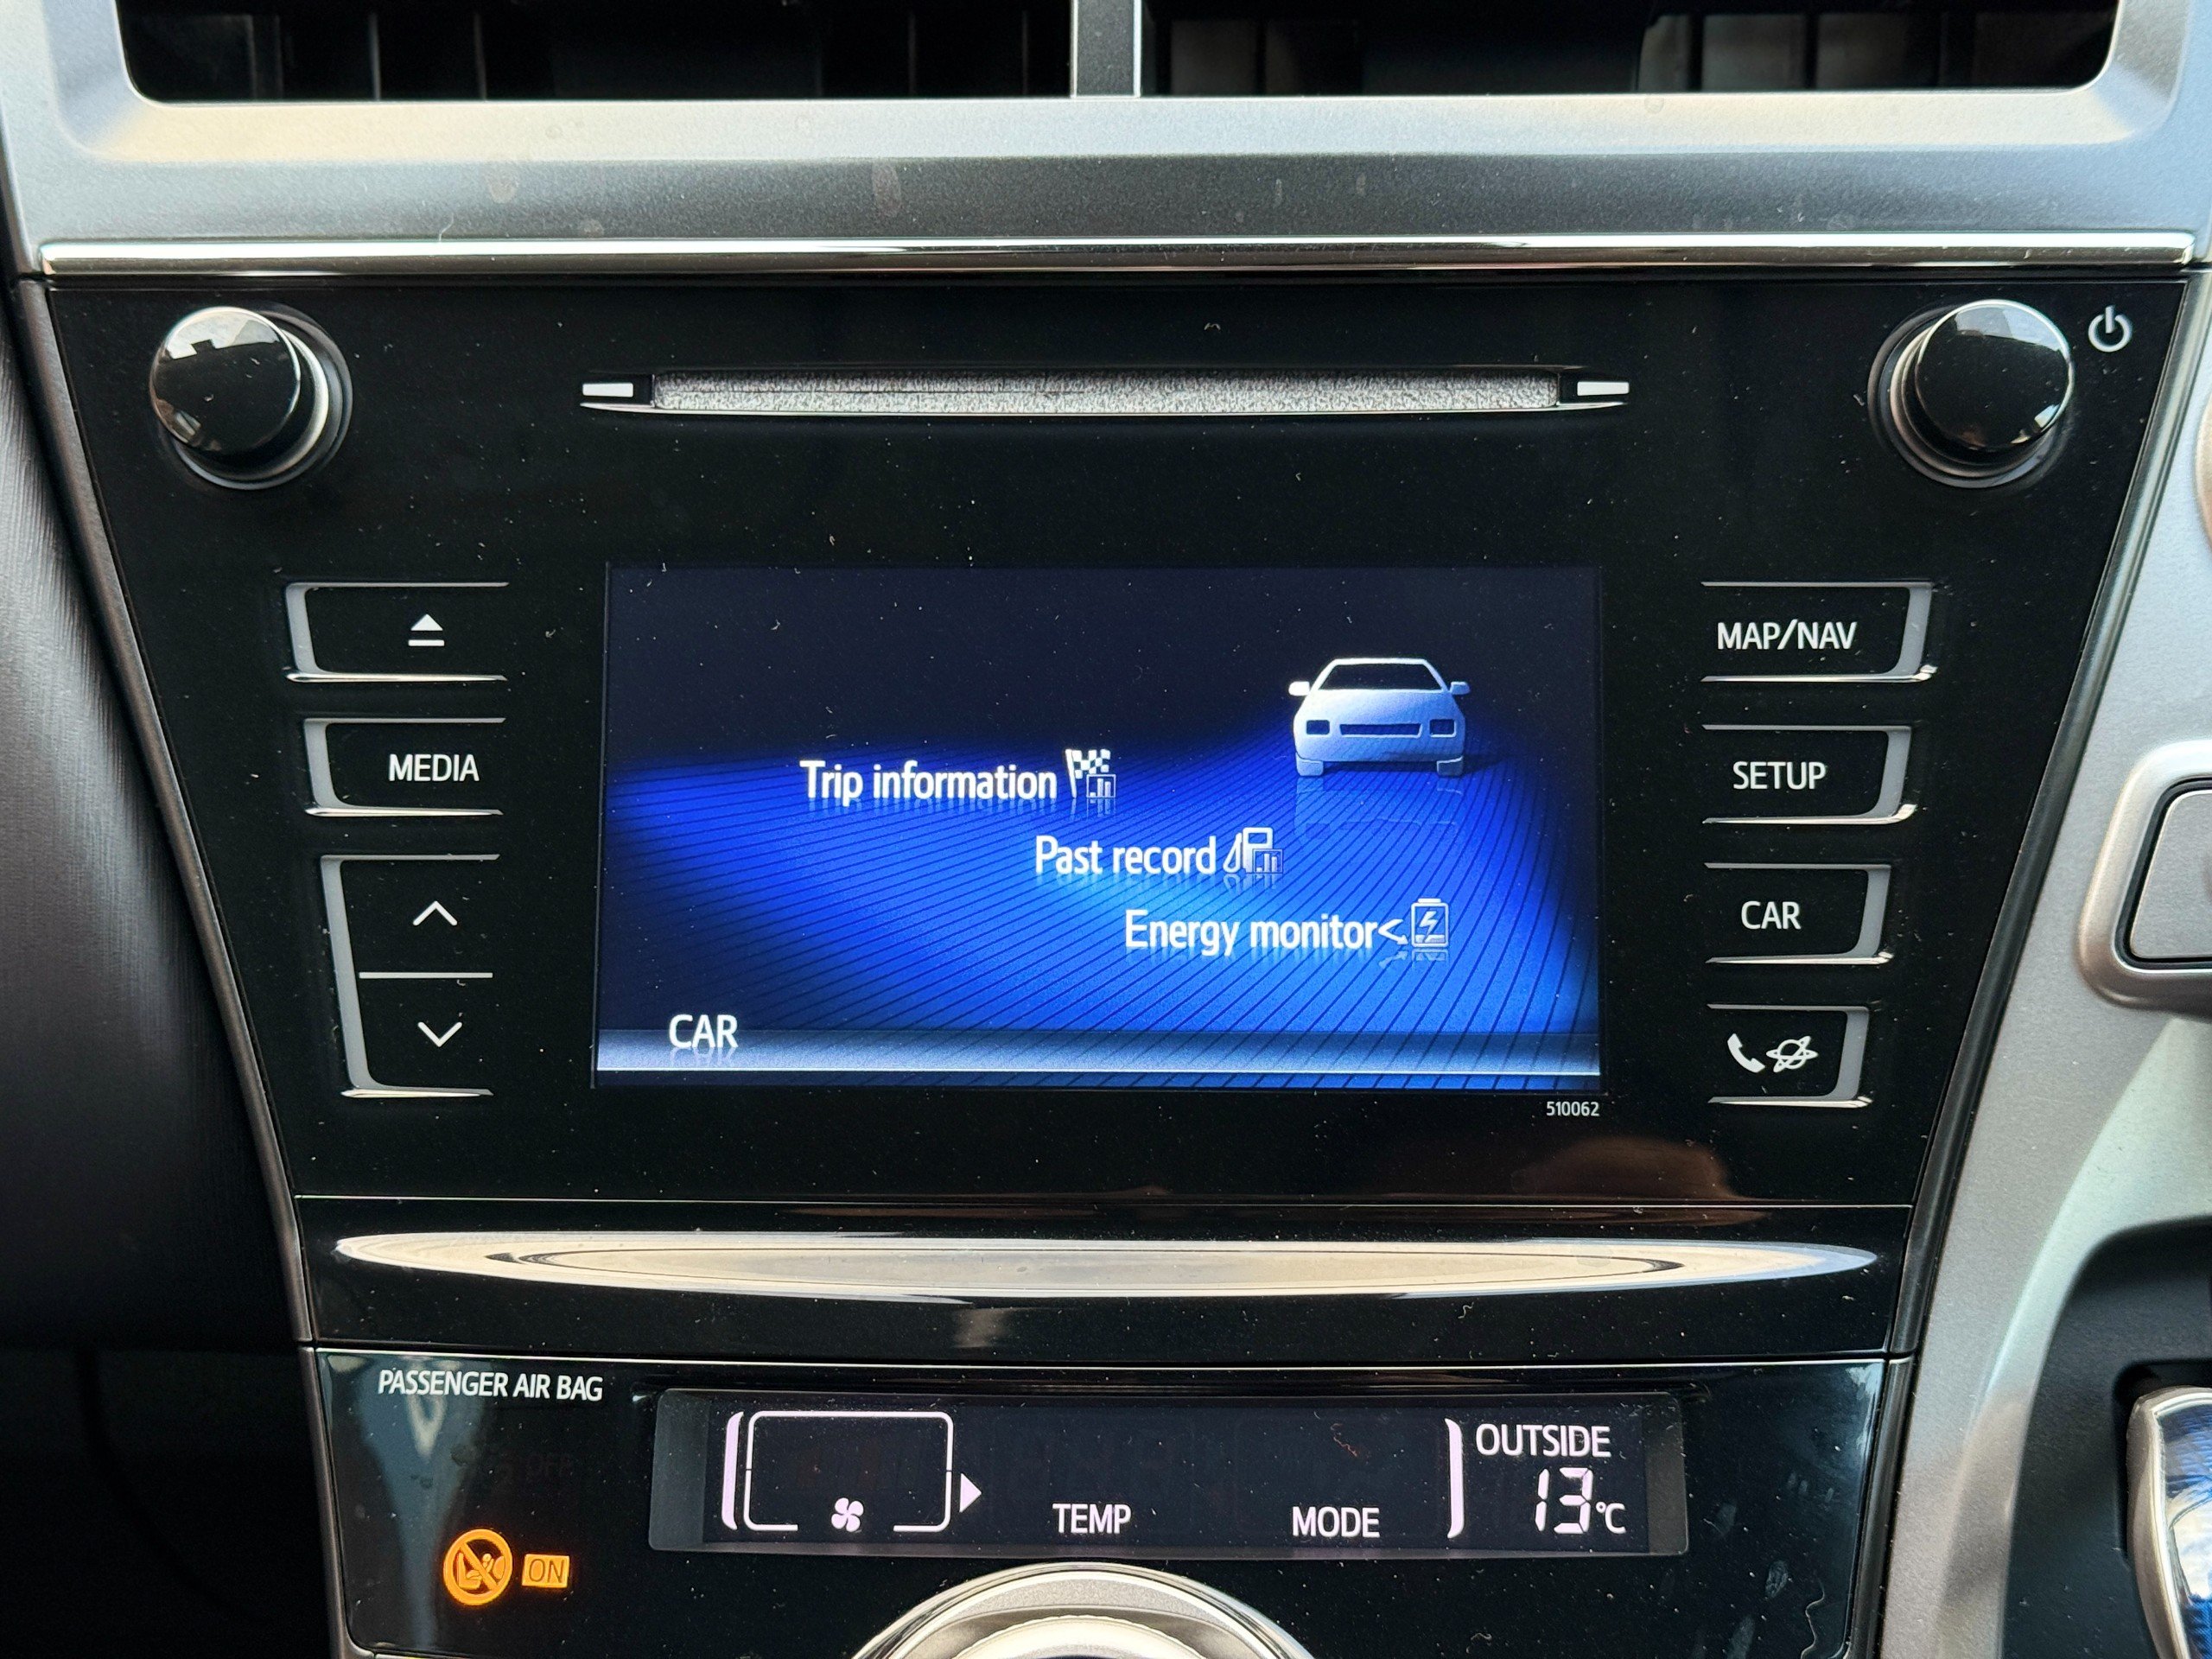 MEDIA
MAP/NAV
SETUP
CAR
Trip information
Past record
Energy monitor
CAR
510062
PASSENGER AIR BAG
OFF
ON
TEMP
MODE
OUTSIDE
13°C